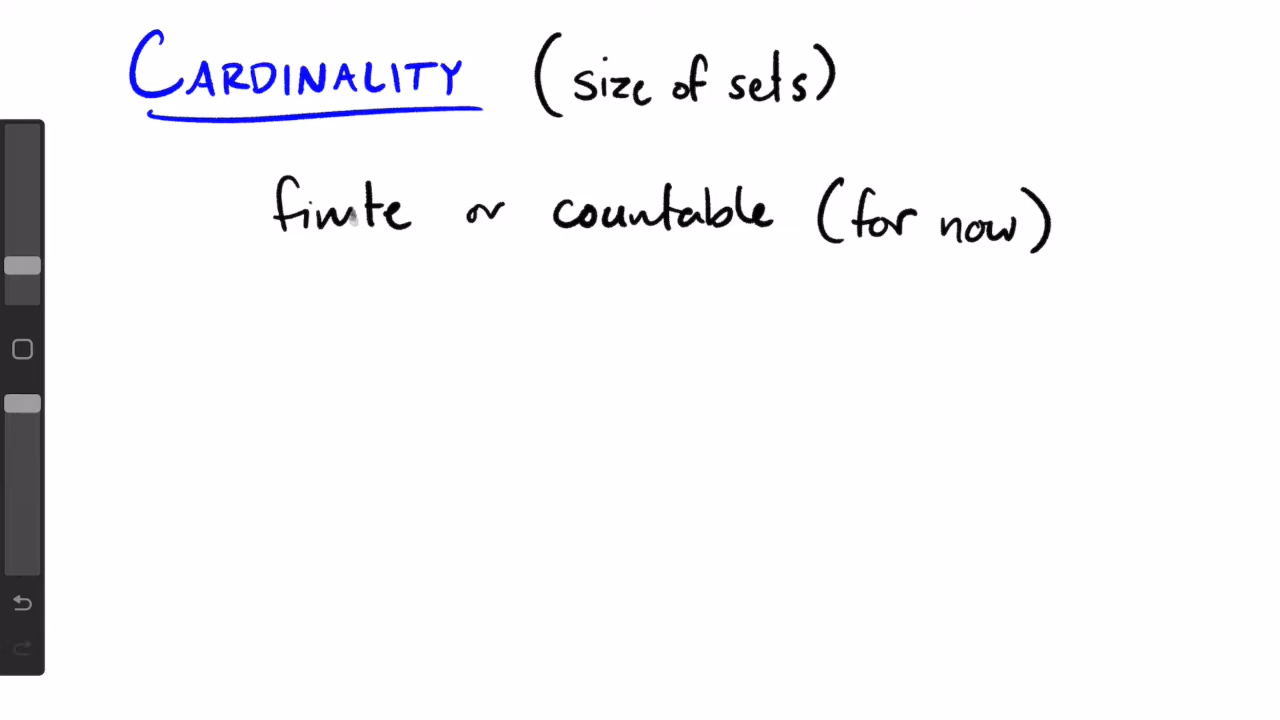 CARDINALITY (size of sets)
finite or countable (for now)